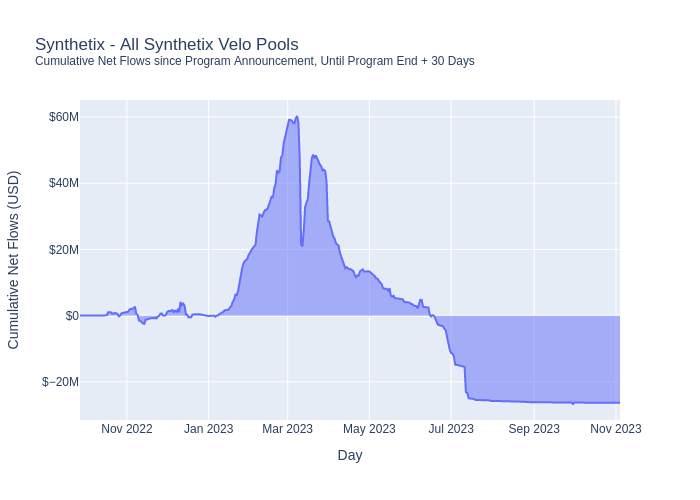 Synthetix - All Synthetix Velo Pools
Cumulative Net Flows since Program Announcement, Until Program End + 30 Days
Cumulative Net Flows (USD)
$60M
$40M
$20M
$0
$−20M
Nov 2022 Jan 2023 Mar 2023 May 2023 Jul 2023 Sep 2023 Nov 2023
Day